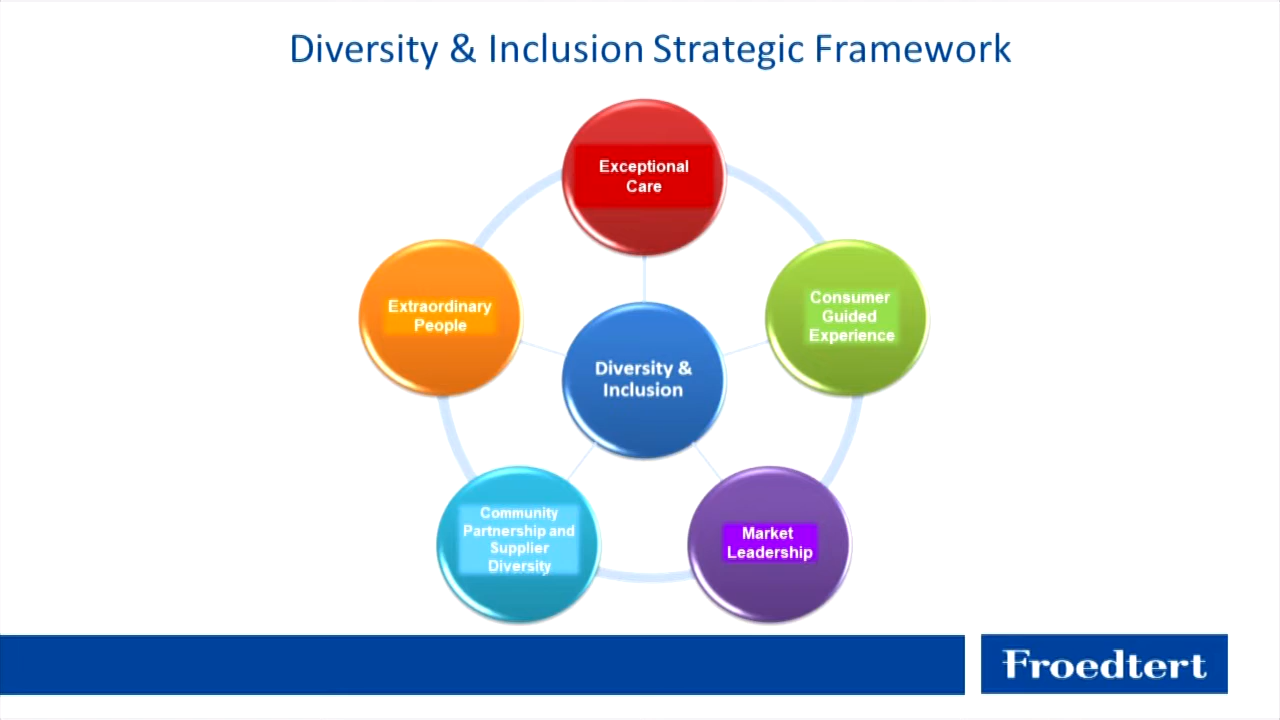 Diversity & Inclusion Strategic Framework
Exceptional
Care
Extraordinary
People
Consumer
Guided
Experience
Diversity &
Inclusion
Community
Partnership and
Supplier
Diversity
Market
Leadership
Froedtert